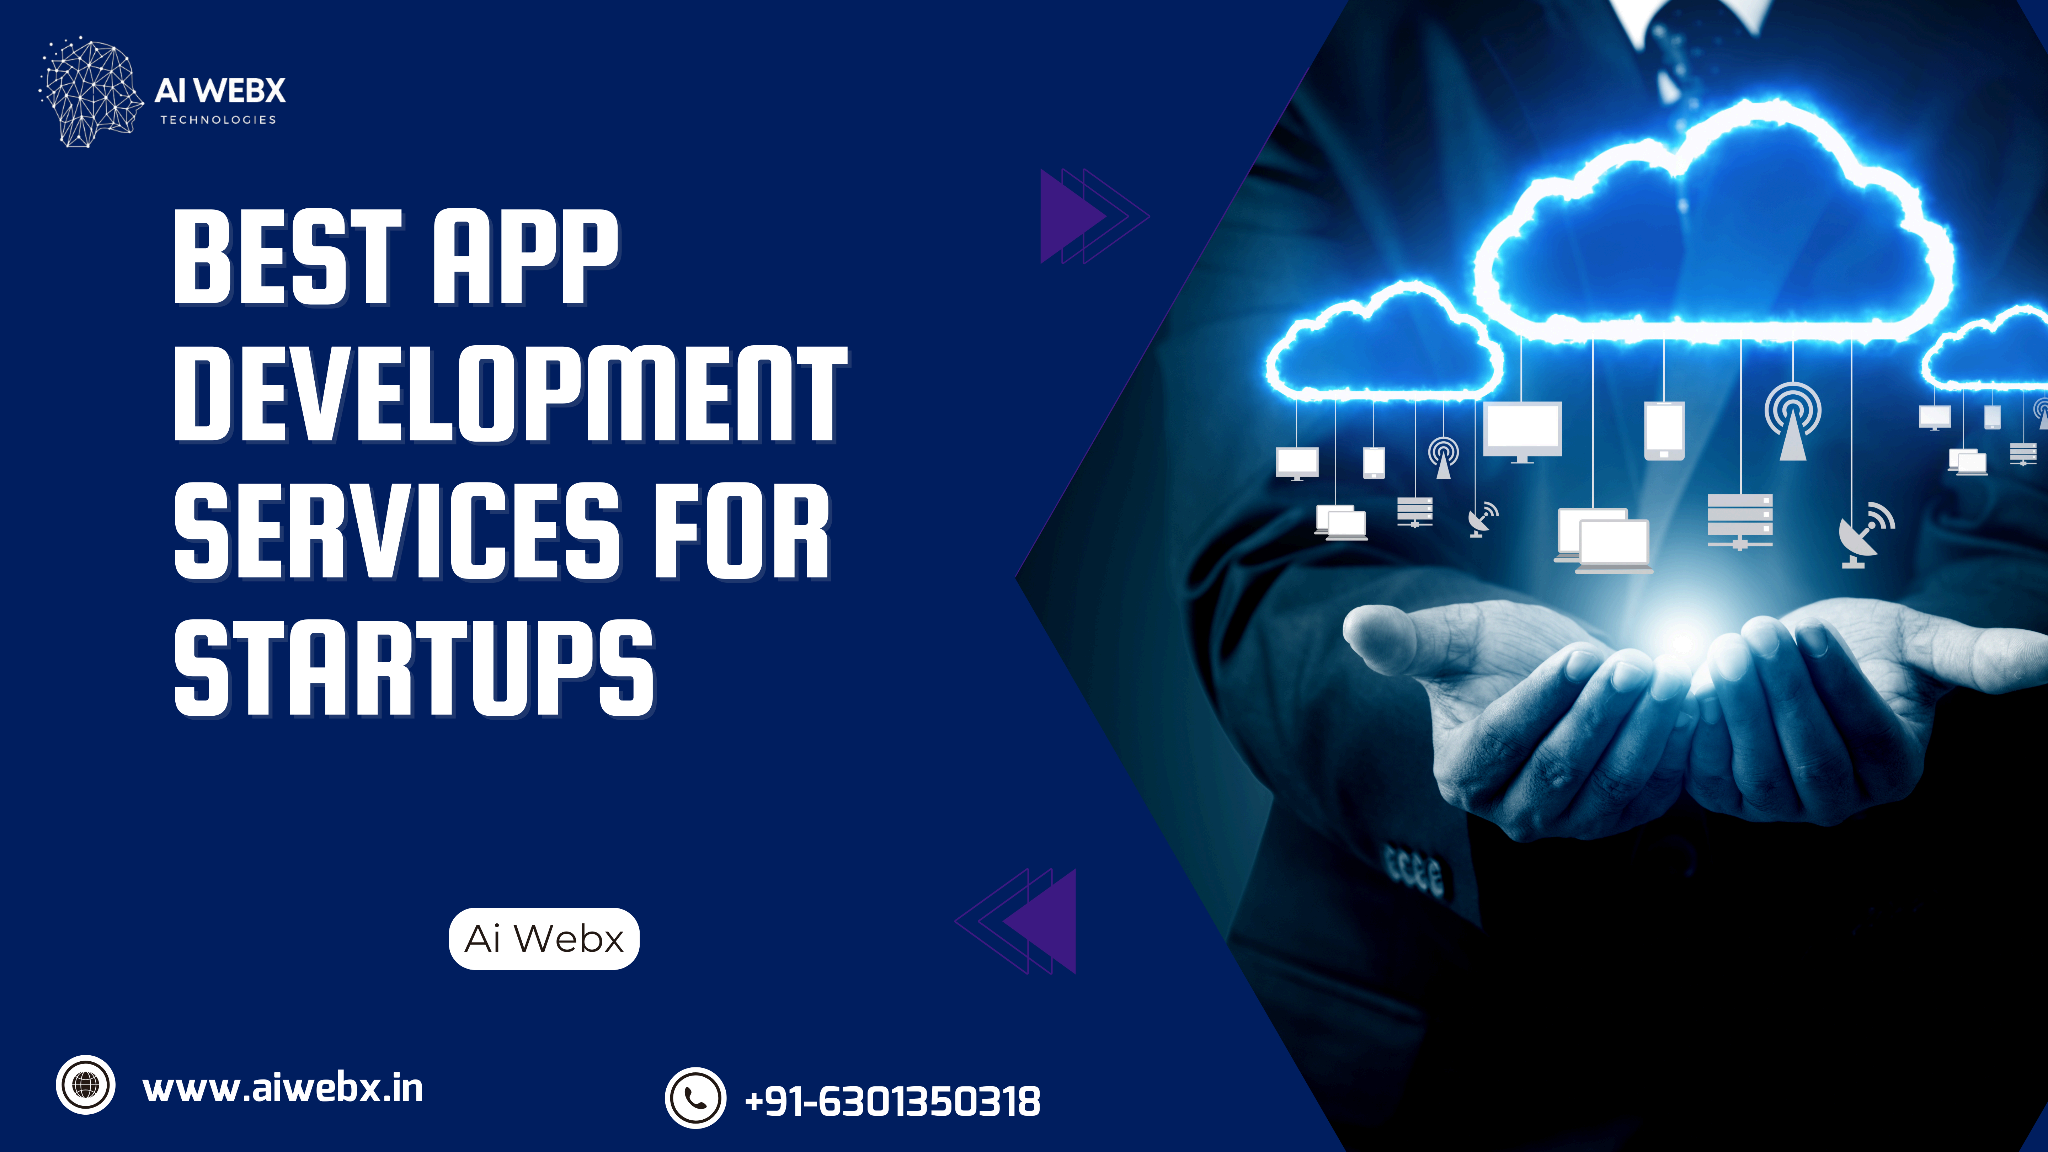 AI WEBX
TECHNOLOGIES
BEST APP
DEVELOPMENT
SERVICES FOR
STARTUPS
Ai Webx
www.aiwebx.in
+91-6301350318